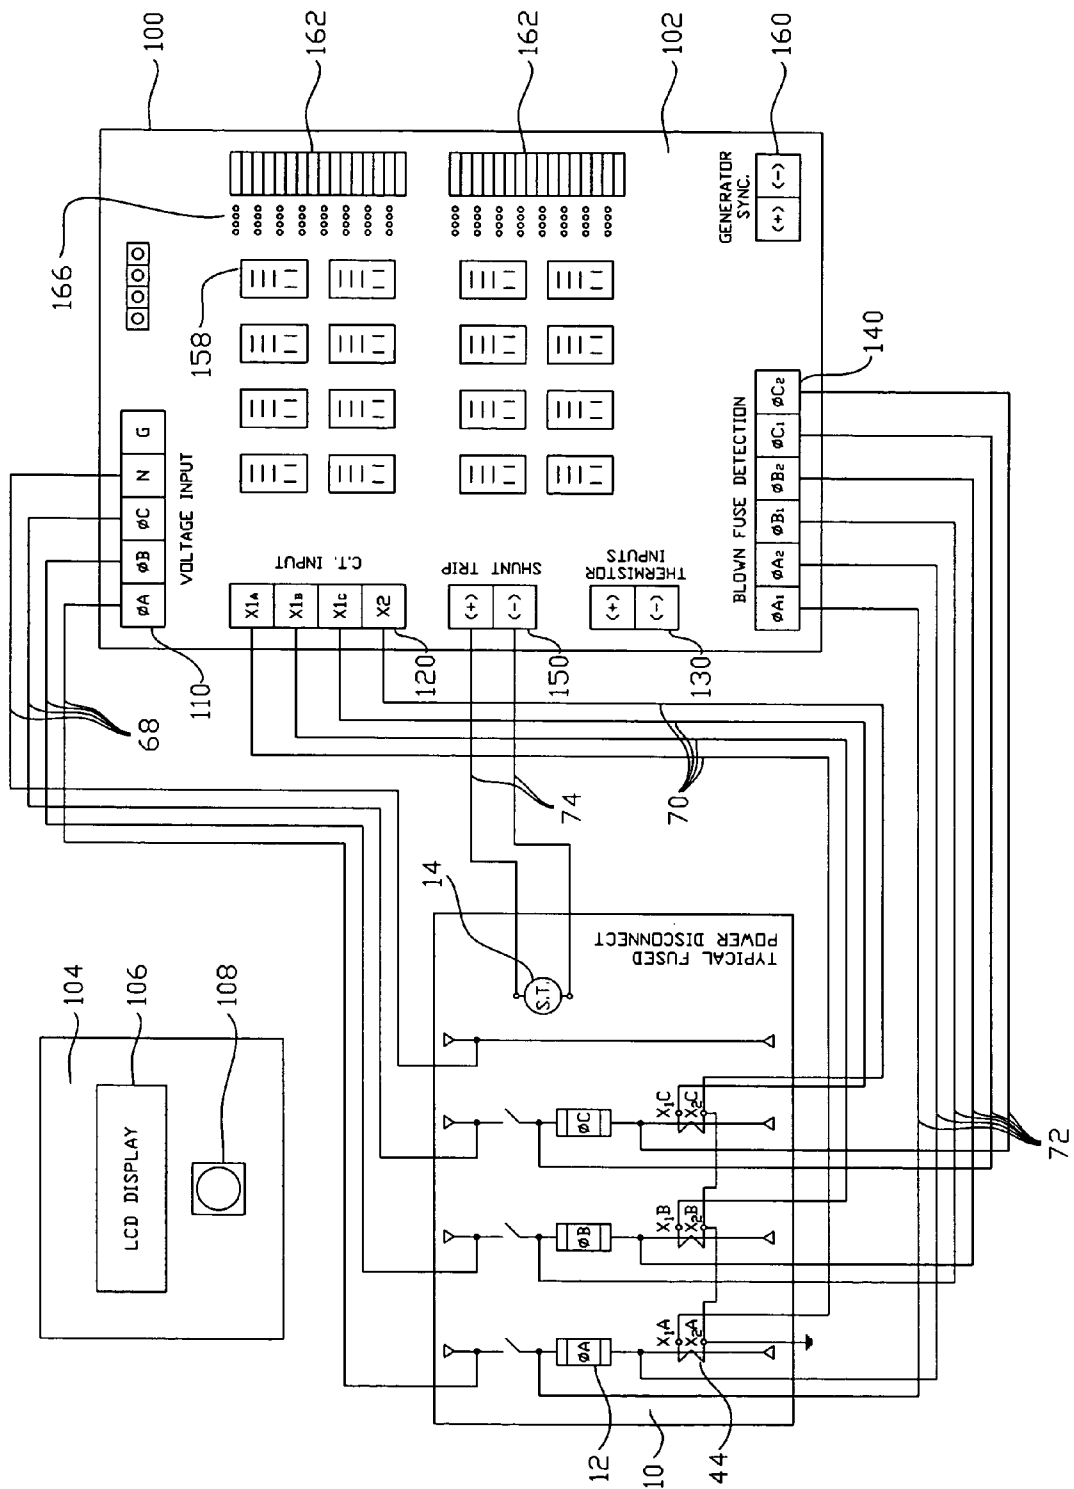 100
162
162
102
160
166
158
GENERATOR
SYNC.
(+) (-)
140
VOLTAGE INPUT
ØA ØB ØC N G
110
68
C.T. INPUT
X1A
X1B
X1C
X2
120
SHUNT TRIP
(+)
(-)
150
THERMISTOR
INPUTS
(+)
(-)
130
BLOWN FUSE DETECTION
ØA1 ØA2 ØB1 ØB2 ØC1 ØC2
74
70
72
104
106
108
LCD DISPLAY
14
S.T.
TYPICAL FUSED
POWER DISCONNECT
ØA
ØB
ØC
X1A
X2A
X1B
X2B
X1C
X2C
12
10
44